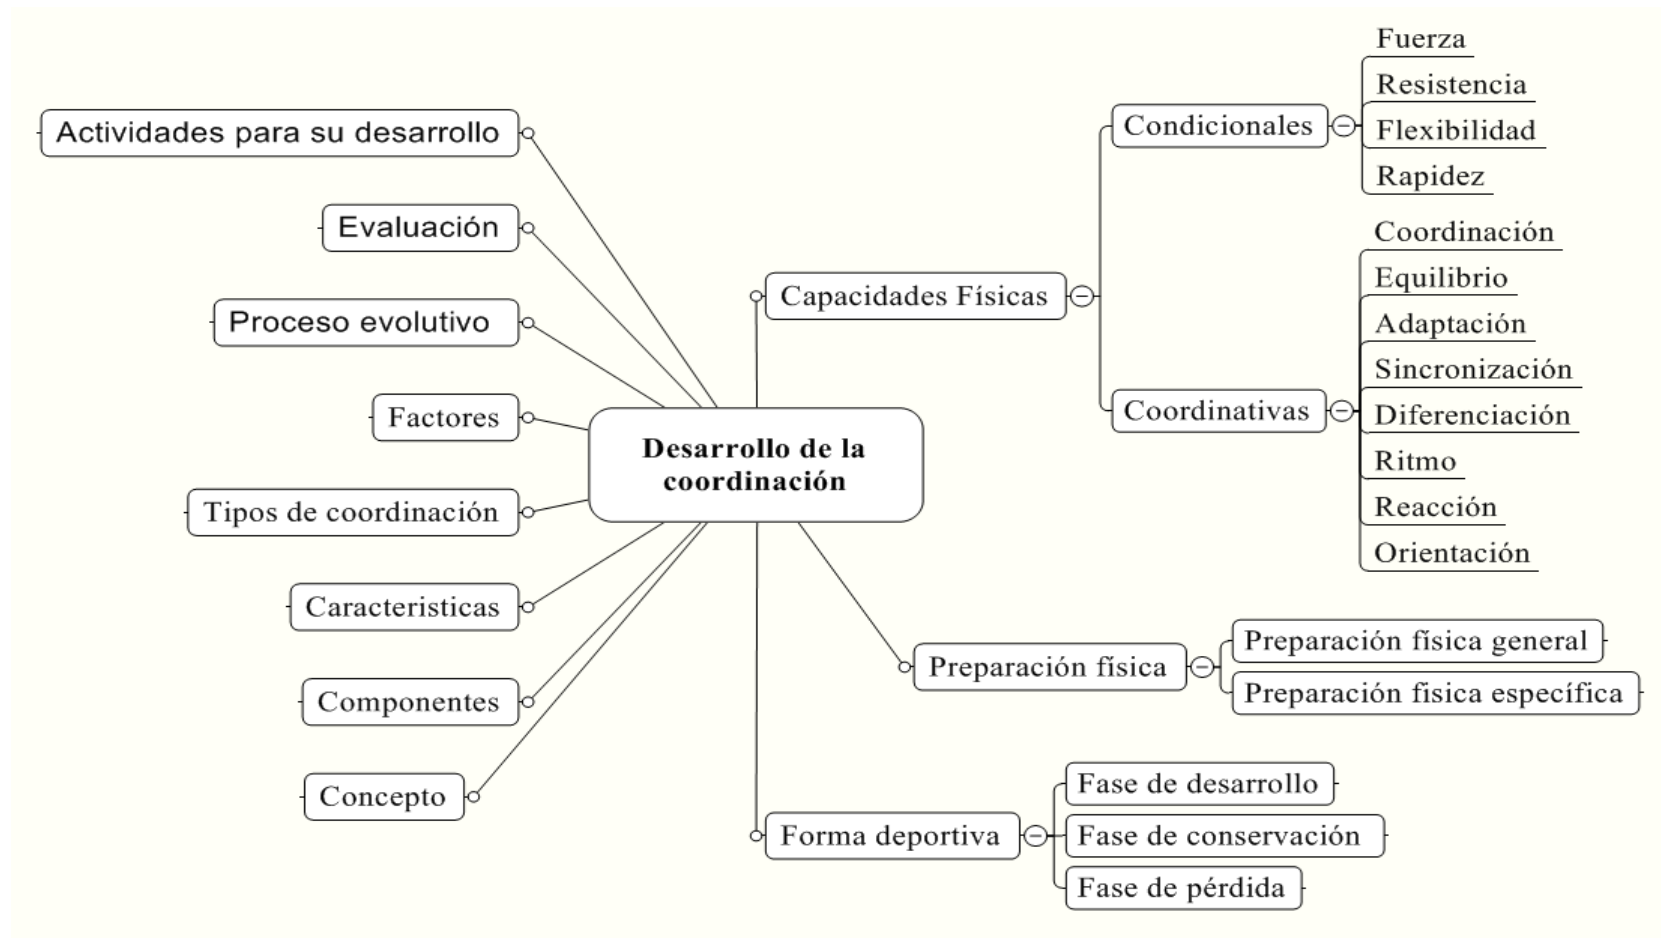 Fuerza
Resistencia
Flexibilidad
Rapidez
Condicionales
Coordinación
Equilibrio
Adaptación
Sincronización
Diferenciación
Ritmo
Reacción
Orientación
Coordinativas
Capacidades Físicas
Actividades para su desarrollo
Evaluación
Proceso evolutivo
Factores
Tipos de coordinación
Caracteristicas
Componentes
Concepto
Desarrollo de la
coordinación
Preparación física
Preparación física general
Preparación fisica específica
Forma deportiva
Fase de desarrollo
Fase de conservación
Fase de pérdida